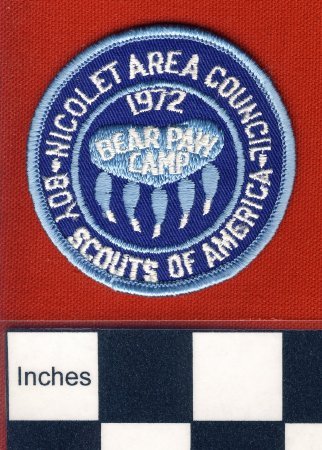 NICOLET AREA COUNCIL
1972
BEAR PAW
CAMP
BOY SCOUTS OF AMERICA
Inches